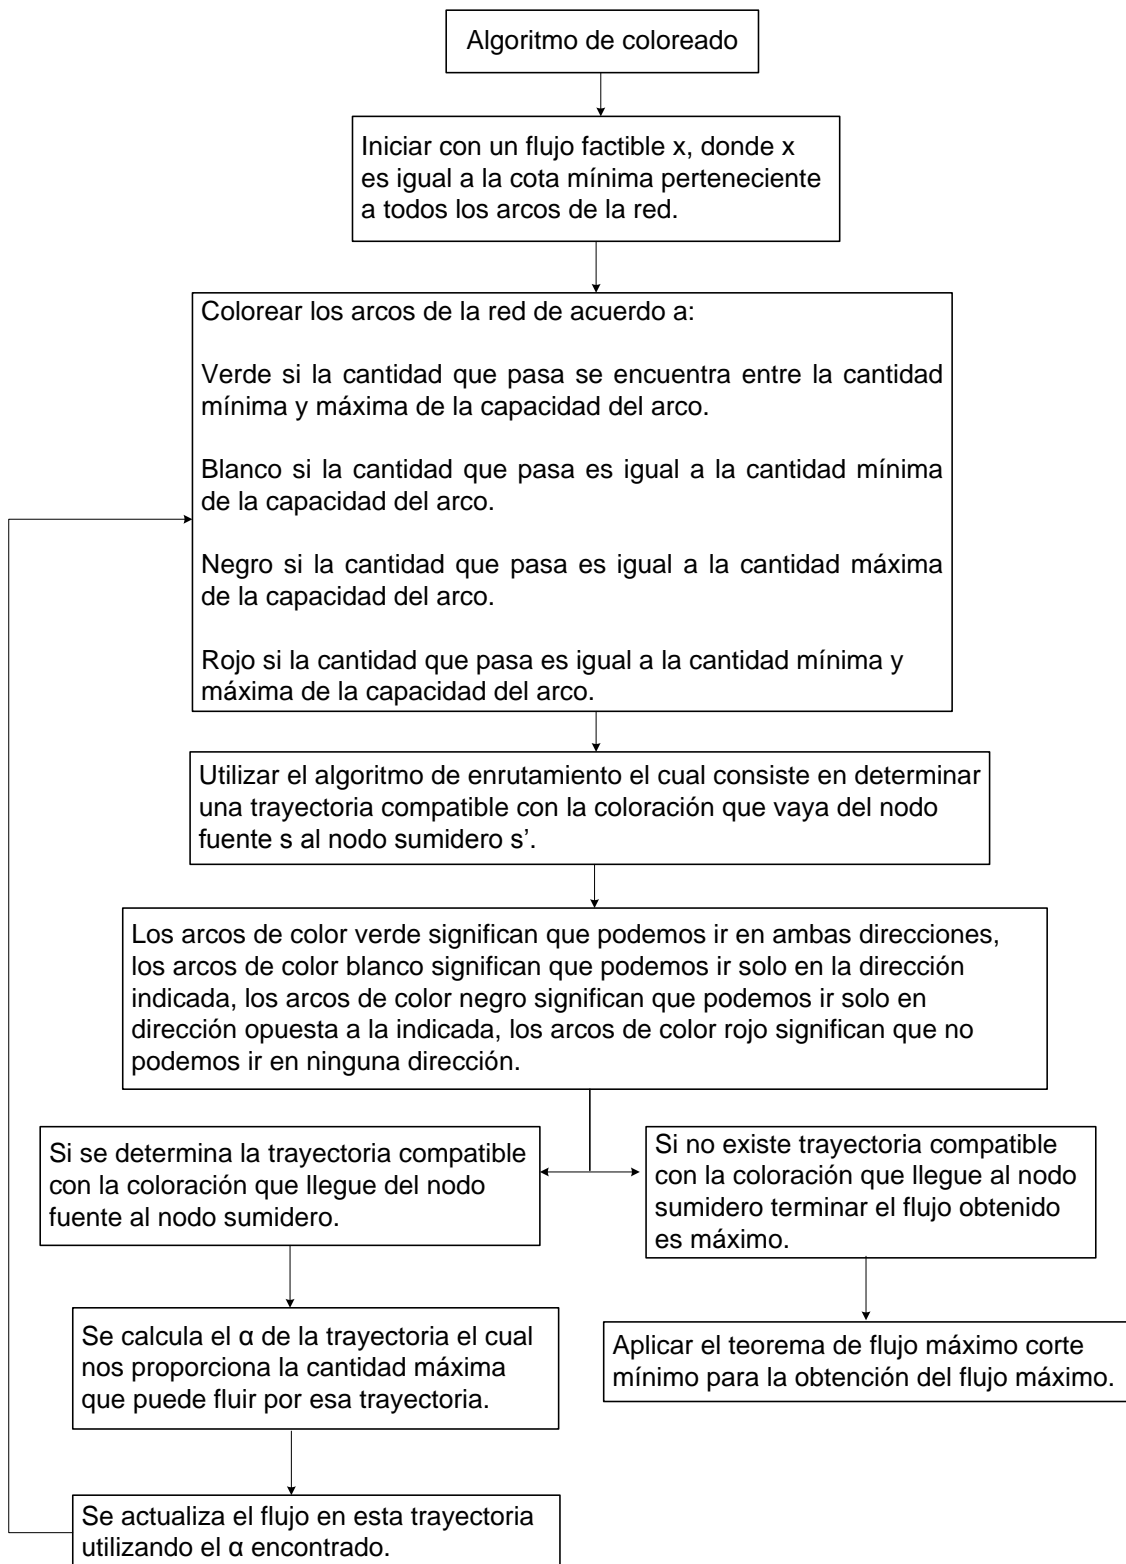 Algoritmo de coloreado
Iniciar con un flujo factible x, donde x
es igual a la cota mínima perteneciente
a todos los arcos de la red.
Colorear los arcos de la red de acuerdo a:
Verde si la cantidad que pasa se encuentra entre la cantidad
mínima y máxima de la capacidad del arco.
Blanco si la cantidad que pasa es igual a la cantidad mínima
de la capacidad del arco.
Negro si la cantidad que pasa es igual a la cantidad máxima
de la capacidad del arco.
Rojo si la cantidad que pasa es igual a la cantidad mínima y
máxima de la capacidad del arco.
Utilizar el algoritmo de enrutamiento el cual consiste en determinar
una trayectoria compatible con la coloración que vaya del nodo
fuente s al nodo sumidero s’.
Los arcos de color verde significan que podemos ir en ambas direcciones,
los arcos de color blanco significan que podemos ir solo en la dirección
indicada, los arcos de color negro significan que podemos ir solo en
dirección opuesta a la indicada, los arcos de color rojo significan que no
podemos ir en ninguna dirección.
Si se determina la trayectoria compatible
con la coloración que llegue del nodo
fuente al nodo sumidero.
Si no existe trayectoria compatible
con la coloración que llegue al nodo
sumidero terminar el flujo obtenido
es máximo.
Se calcula el α de la trayectoria el cual
nos proporciona la cantidad máxima
que puede fluir por esa trayectoria.
Aplicar el teorema de flujo máximo corte
mínimo para la obtención del flujo máximo.
Se actualiza el flujo en esta trayectoria
utilizando el α encontrado.